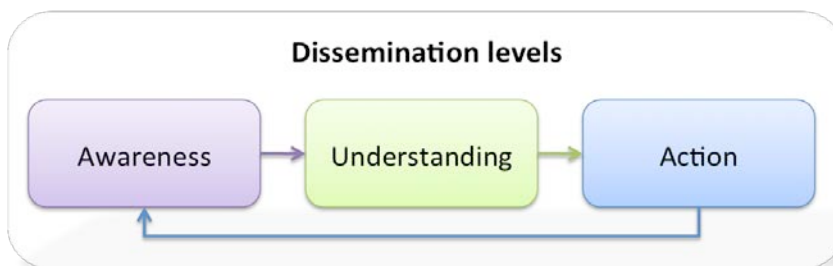 Dissemination levels
Awareness
Understanding
Action